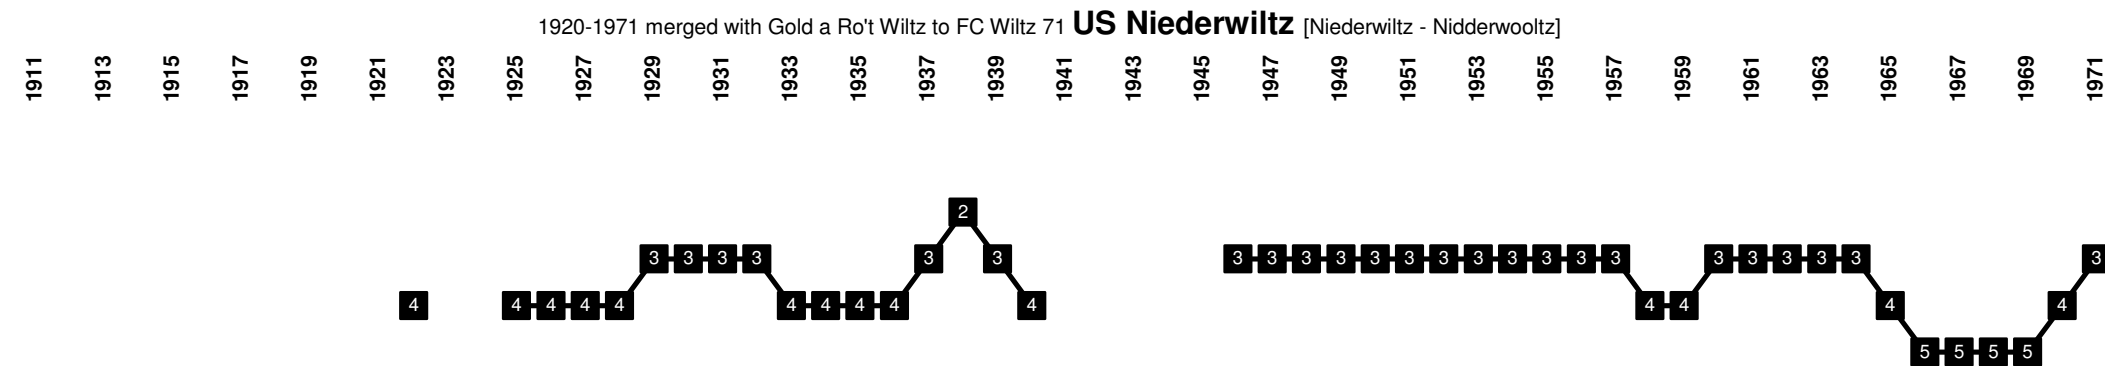 1920-1971 merged with Gold a Ro't Wiltz to FC Wiltz 71 US Niederwiltz [Niederwiltz - Nidderwooltz]
1911 1913 1915 1917 1919 1921 1923 1925 1927 1929 1931 1933 1935 1937 1939 1941 1943 1945 1947 1949 1951 1953 1955 1957 1959 1961 1963 1965 1967 1969 1971
2
3 3 3 3 3 3 3 3 3 3 3 3 3 3 3 3 3 3 3 3 3 3 3 3
4 4 4 4 4 4 4 4 4 4 4 4 4 4
5 5 5 5